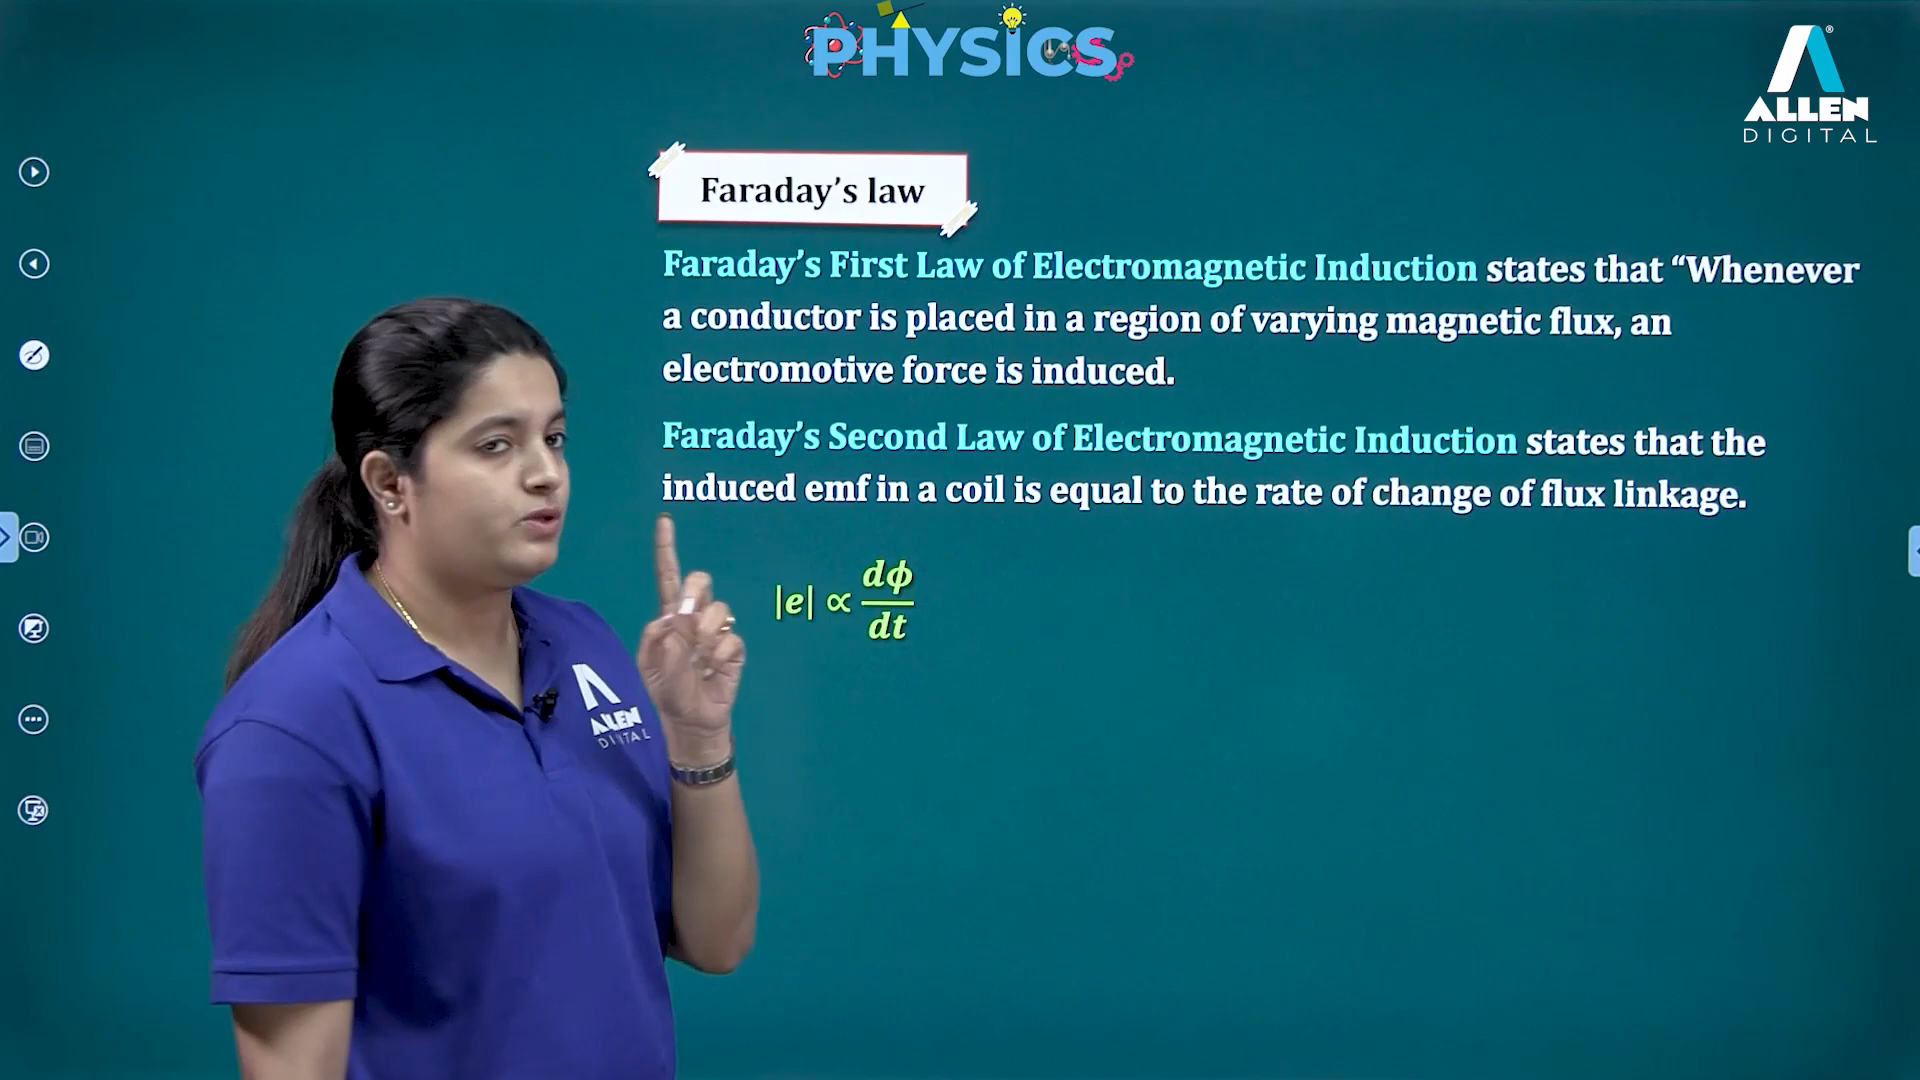 PHYSICS
ALLEN
DIGITAL
Faraday's law
Faraday's First Law of Electromagnetic Induction states that “Whenever
a conductor is placed in a region of varying magnetic flux, an
electromotive force is induced.
Faraday's Second Law of Electromagnetic Induction states that the
induced emf in a coil is equal to the rate of change of flux linkage.
|e| ∝ dϕ/dt
ALLEN
DIGITAL